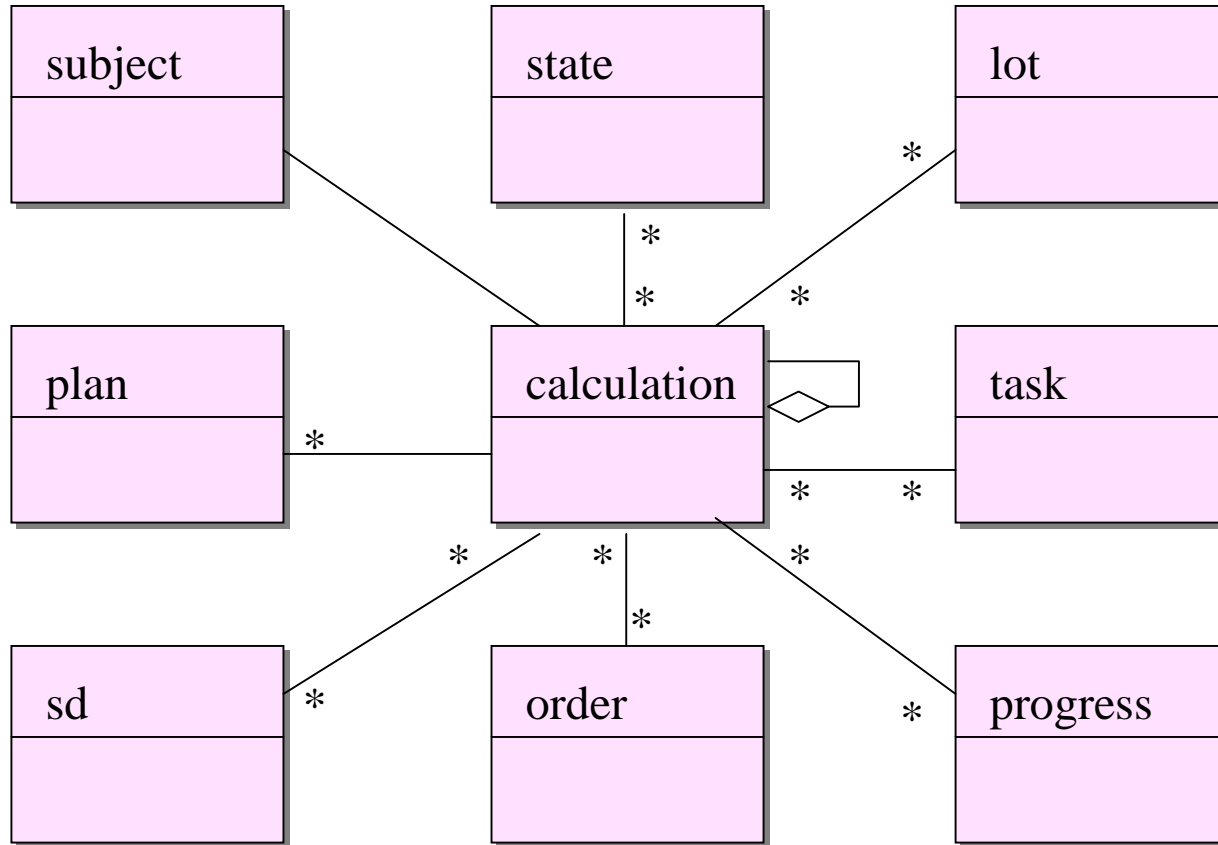 subject
state
lot
*
*
*
*
plan
calculation
task
*
*
*
*
*
*
*
*
*
sd
order
progress